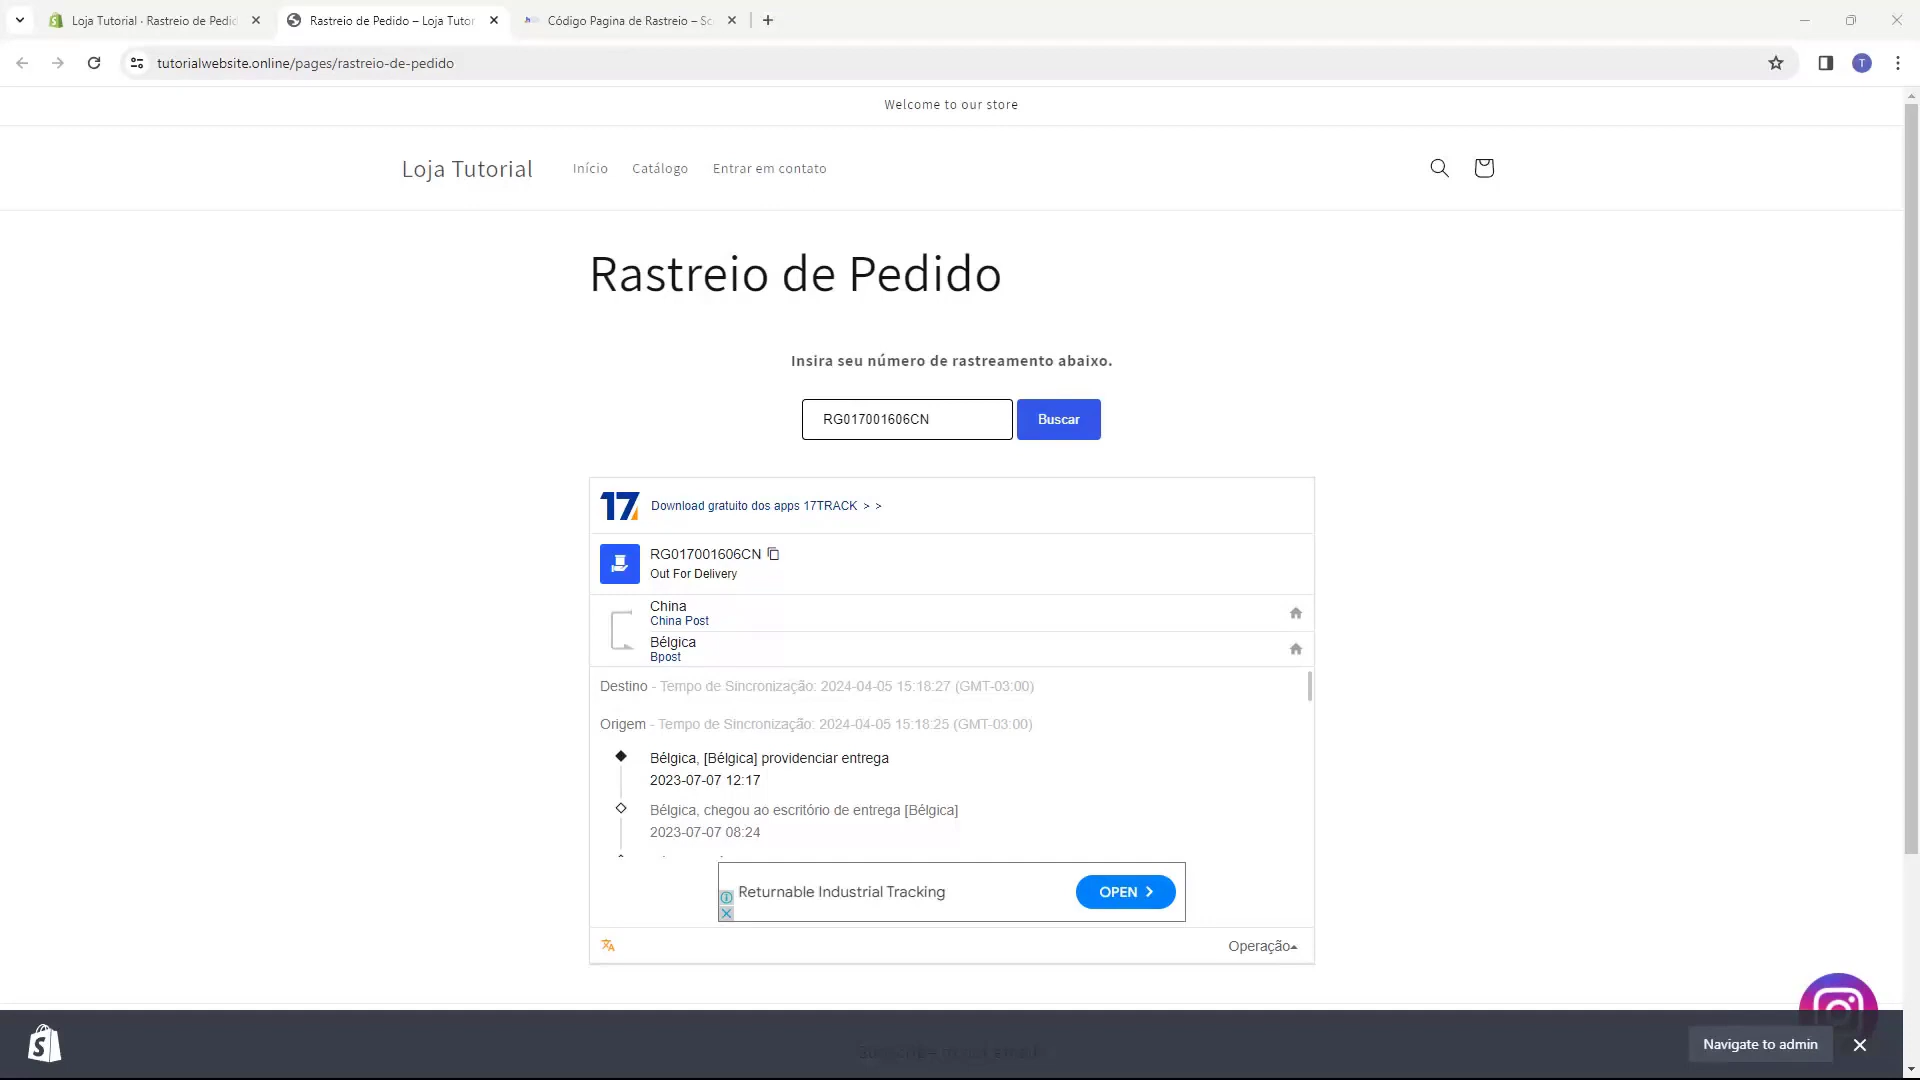 Loja Tutorial · Rastreio de Pedid
Rastreio de Pedido – Loja Tutor
Código Pagina de Rastreio – Sc
tutorialwebsite.online/pages/rastreio-de-pedido
T
Welcome to our store
Loja Tutorial
Início
Catálogo
Entrar em contato
Rastreio de Pedido
Insira seu número de rastreamento abaixo.
RG017001606CN
Buscar
17
Download gratuito dos apps 17TRACK > >
RG017001606CN
Out For Delivery
China
China Post
Bélgica
Bpost
Destino - Tempo de Sincronização: 2024-04-05 15:18:27 (GMT-03:00)
Origem - Tempo de Sincronização: 2024-04-05 15:18:25 (GMT-03:00)
Bélgica, [Bélgica] providenciar entrega
2023-07-07 12:17
Bélgica, chegou ao escritório de entrega [Bélgica]
2023-07-07 08:24
Returnable Industrial Tracking
OPEN
Operação
Navigate to admin